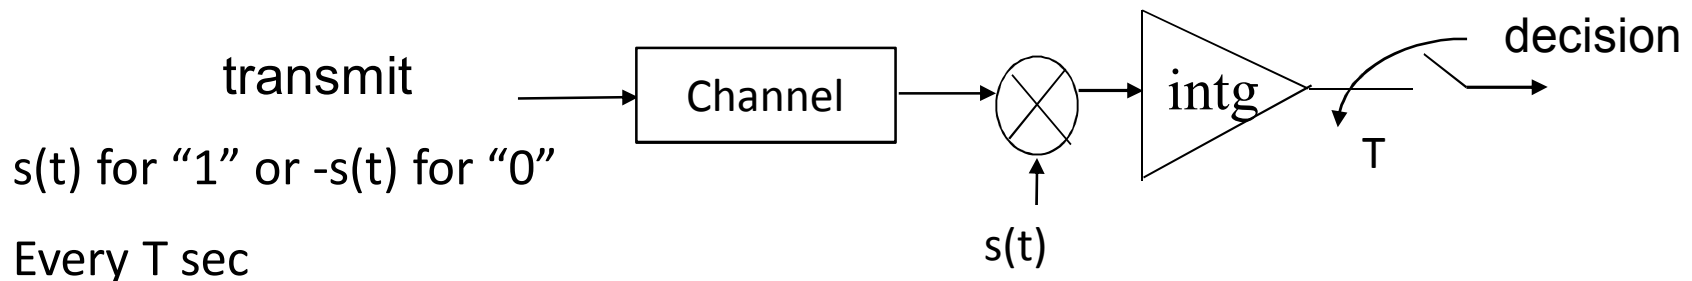 transmit
s(t) for “1” or -s(t) for “0”
Every T sec
Channel
s(t)
intg
T
decision